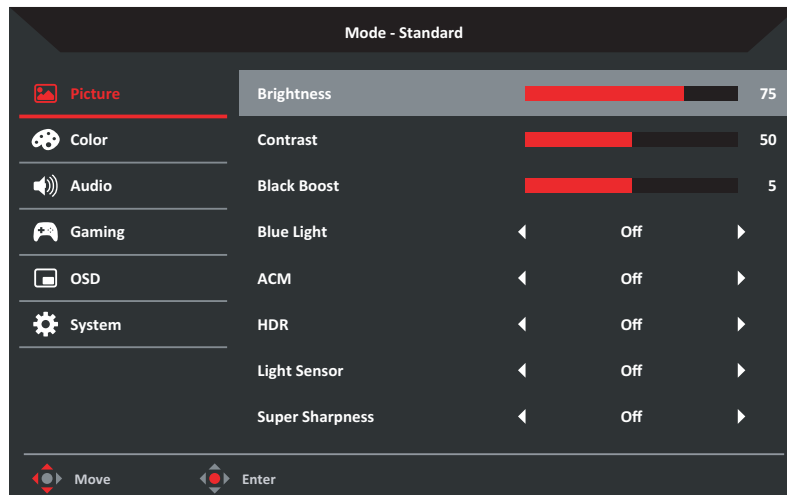 Mode - Standard
Picture
Color
Audio
Gaming
OSD
System
Brightness 75
Contrast 50
Black Boost 5
Blue Light Off
ACM Off
HDR Off
Light Sensor Off
Super Sharpness Off
Move Enter